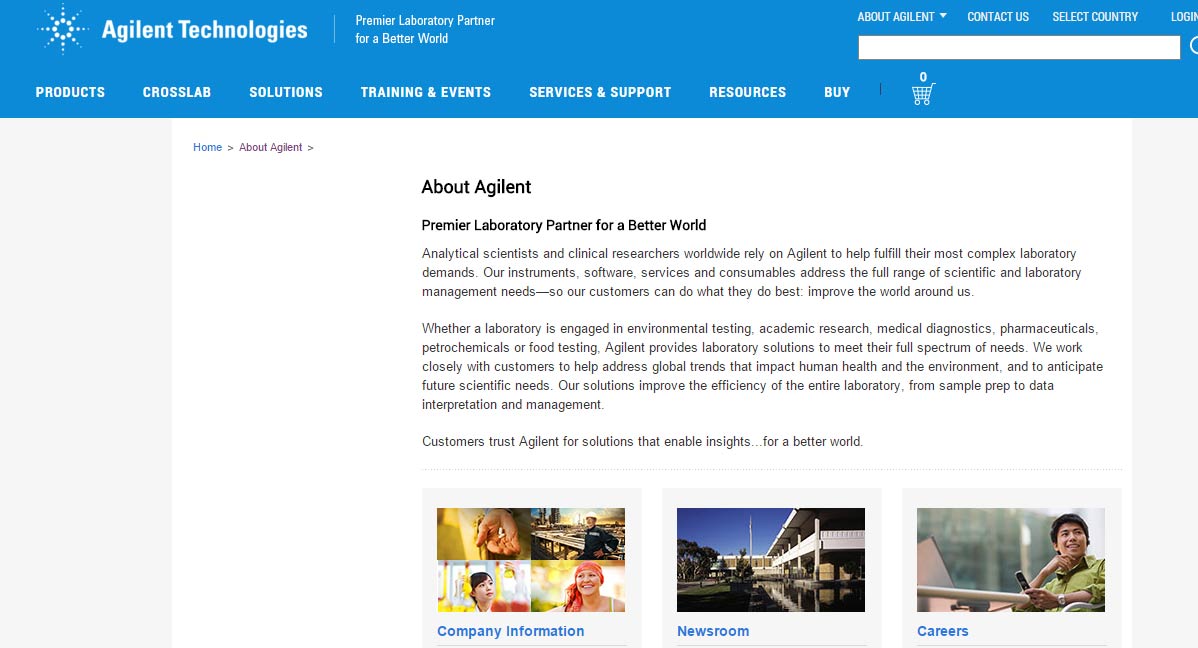 Agilent Technologies
Premier Laboratory Partner
for a Better World
ABOUT AGILENT
CONTACT US
SELECT COUNTRY
LOGIN
PRODUCTS
CROSSLAB
SOLUTIONS
TRAINING & EVENTS
SERVICES & SUPPORT
RESOURCES
BUY
0
Home > About Agilent >
About Agilent
Premier Laboratory Partner for a Better World
Analytical scientists and clinical researchers worldwide rely on Agilent to help fulfill their most complex laboratory
demands. Our instruments, software, services and consumables address the full range of scientific and laboratory
management needs—so our customers can do what they do best: improve the world around us.
Whether a laboratory is engaged in environmental testing, academic research, medical diagnostics, pharmaceuticals,
petrochemicals or food testing, Agilent provides laboratory solutions to meet their full spectrum of needs. We work
closely with customers to help address global trends that impact human health and the environment, and to anticipate
future scientific needs. Our solutions improve the efficiency of the entire laboratory, from sample prep to data
interpretation and management.
Customers trust Agilent for solutions that enable insights...for a better world.
Company Information
Newsroom
Careers